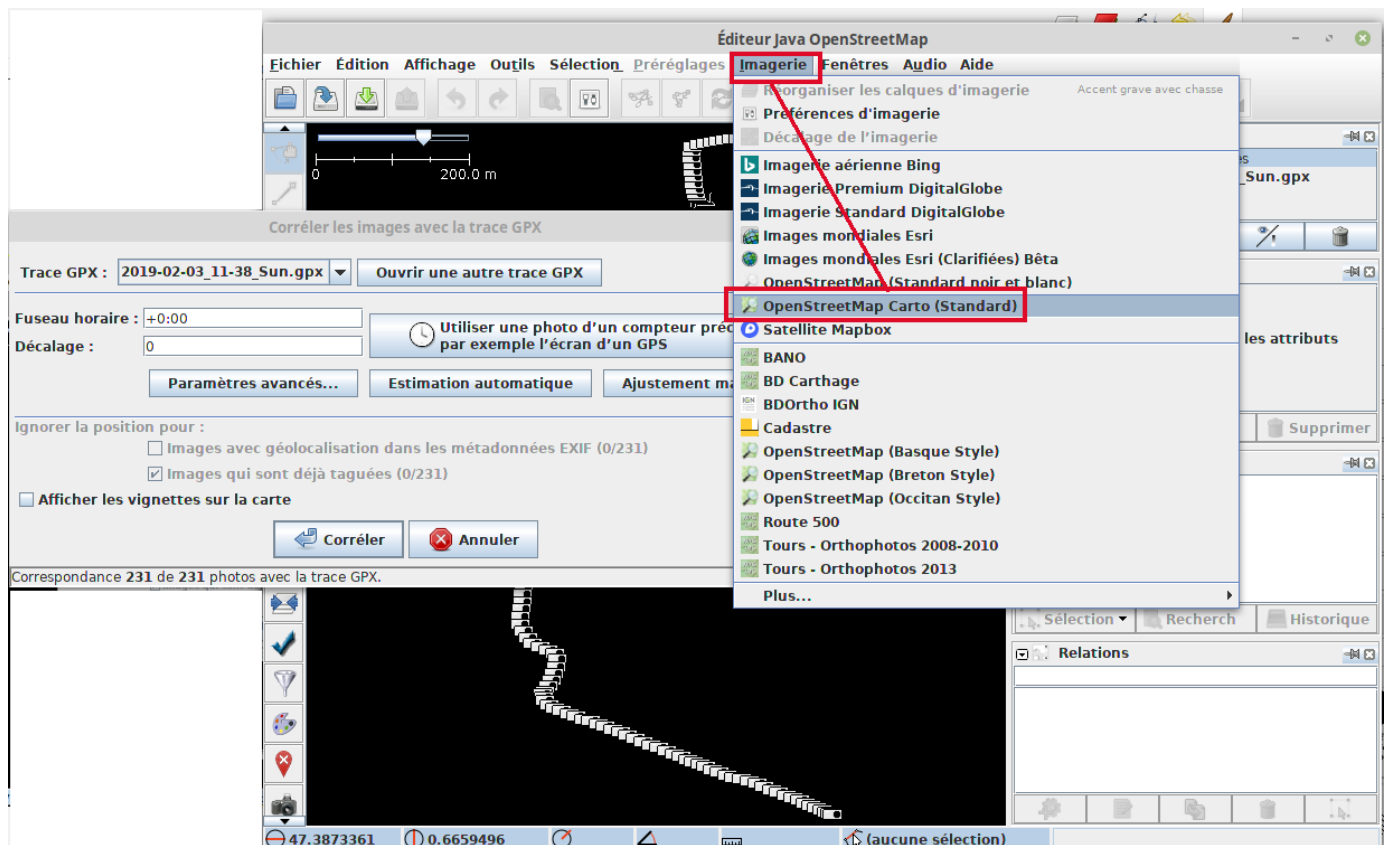 Éditeur Java OpenStreetMap
Fichier Édition Affichage Outils Sélection Préréglages Imagerie Fenêtres Audio Aide
Réorganiser les calques d'imagerie Accent grave avec chasse
Préférences d'imagerie
Décalage de l'imagerie
Imagerie aérienne Bing
Imagerie Premium DigitalGlobe
Imagerie Standard DigitalGlobe
Images mondiales Esri
Images mondiales Esri (Clarifiées) Bêta
OpenStreetMap (Standard noir et blanc)
OpenStreetMap Carto (Standard)
Satellite Mapbox
BANO
BD Carthage
BDOrtho IGN
Cadastre
OpenStreetMap (Basque Style)
OpenStreetMap (Breton Style)
OpenStreetMap (Occitan Style)
Route 500
Tours - Orthophotos 2008-2010
Tours - Orthophotos 2013
Plus...
0 200.0 m
Corréler les images avec la trace GPX
Trace GPX : 2019-02-03_11-38_Sun.gpx Ouvrir une autre trace GPX
Fuseau horaire : +0:00
Décalage : 0
Utiliser une photo d'un compteur préc
par exemple l'écran d'un GPS
Paramètres avancés... Estimation automatique Ajustement ma
Ignorer la position pour :
Images avec géolocalisation dans les métadonnées EXIF (0/231)
Images qui sont déjà taguées (0/231)
Afficher les vignettes sur la carte
Corréler Annuler
Correspondance 231 de 231 photos avec la trace GPX.
es
_Sun.gpx
les attributs
Supprimer
Sélection Recherch Historique
Relations
47.3873361 0.6659496 (aucune sélection)